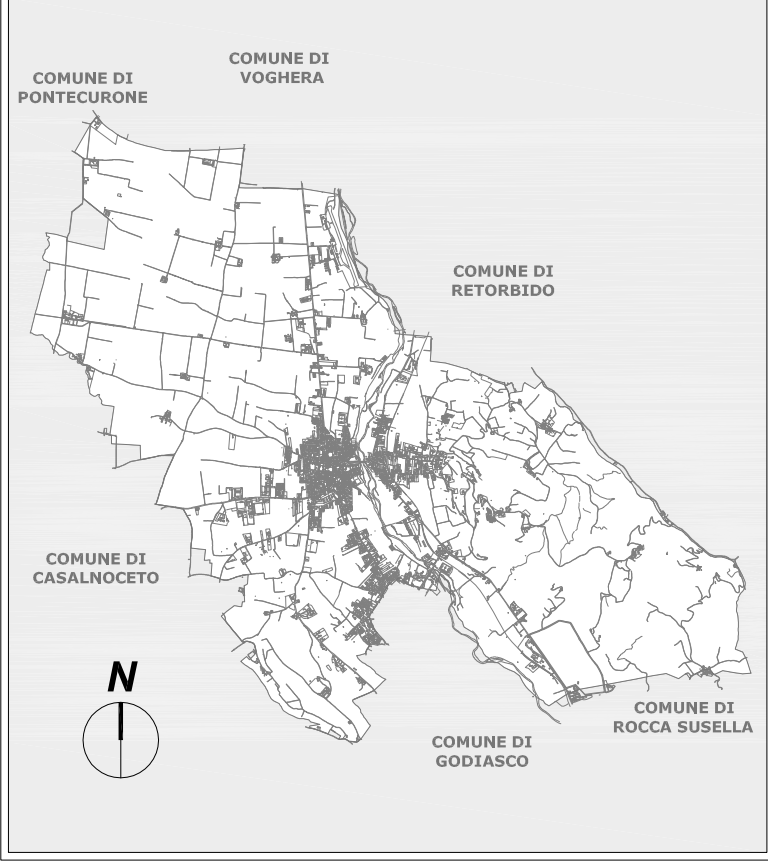 COMUNE DI
VOGHERA
COMUNE DI
PONTECURONE
COMUNE DI
RETORBIDO
COMUNE DI
CASALNOCETO
N
COMUNE DI
ROCCA SUSELLA
COMUNE DI
GODIASCO